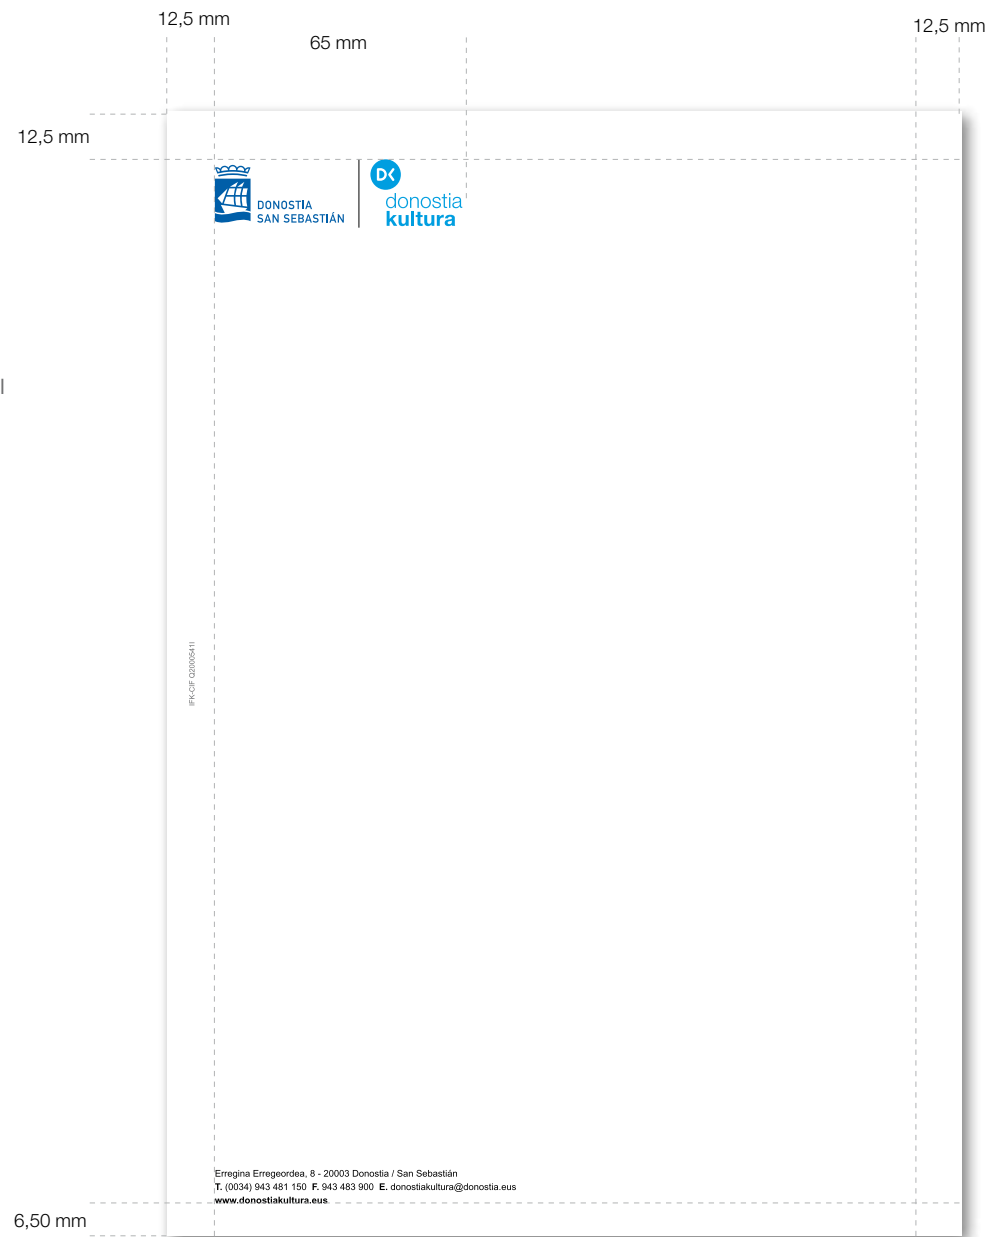 12,5 mm
65 mm
12,5 mm
12,5 mm
DK
DONOSTIA
SAN SEBASTIÁN
donostia
kultura
l
IFK-CIF Q2000541I
Erregina Erregeordea, 8 - 20003 Donostia / San Sebastián
T. (0034) 943 481 150 F. 943 483 900 E. donostiakultura@donostia.eus
www.donostiakultura.eus
6,50 mm